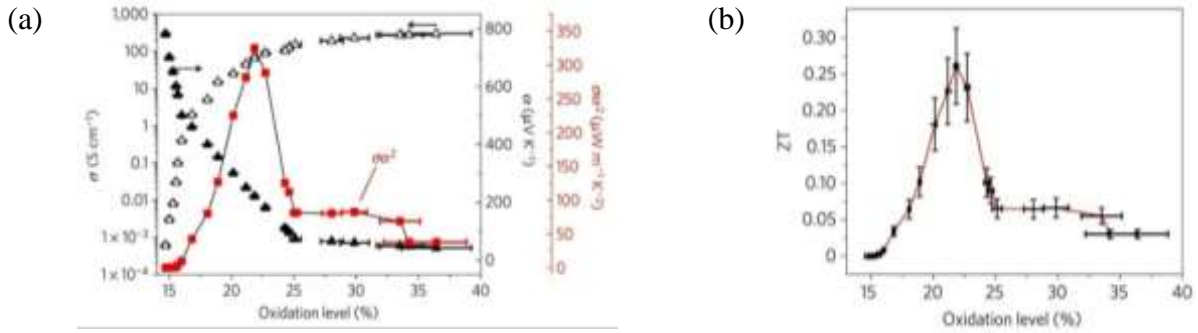 (a)
1,000
100
10
1
0.1
0.01
1 × 10⁻³
1 × 10⁻⁴
σ (S cm⁻¹)
15 20 25 30 35 40
Oxidation level (%)
800
600
400
200
0
α (μV K⁻¹)
350
300
250
200
150
100
50
0
σα² (μW m⁻¹ K⁻²)
σα²
(b)
0.30
0.25
0.20
0.15
0.10
0.05
0
ZT
15 20 25 30 35 40
Oxidation level (%)